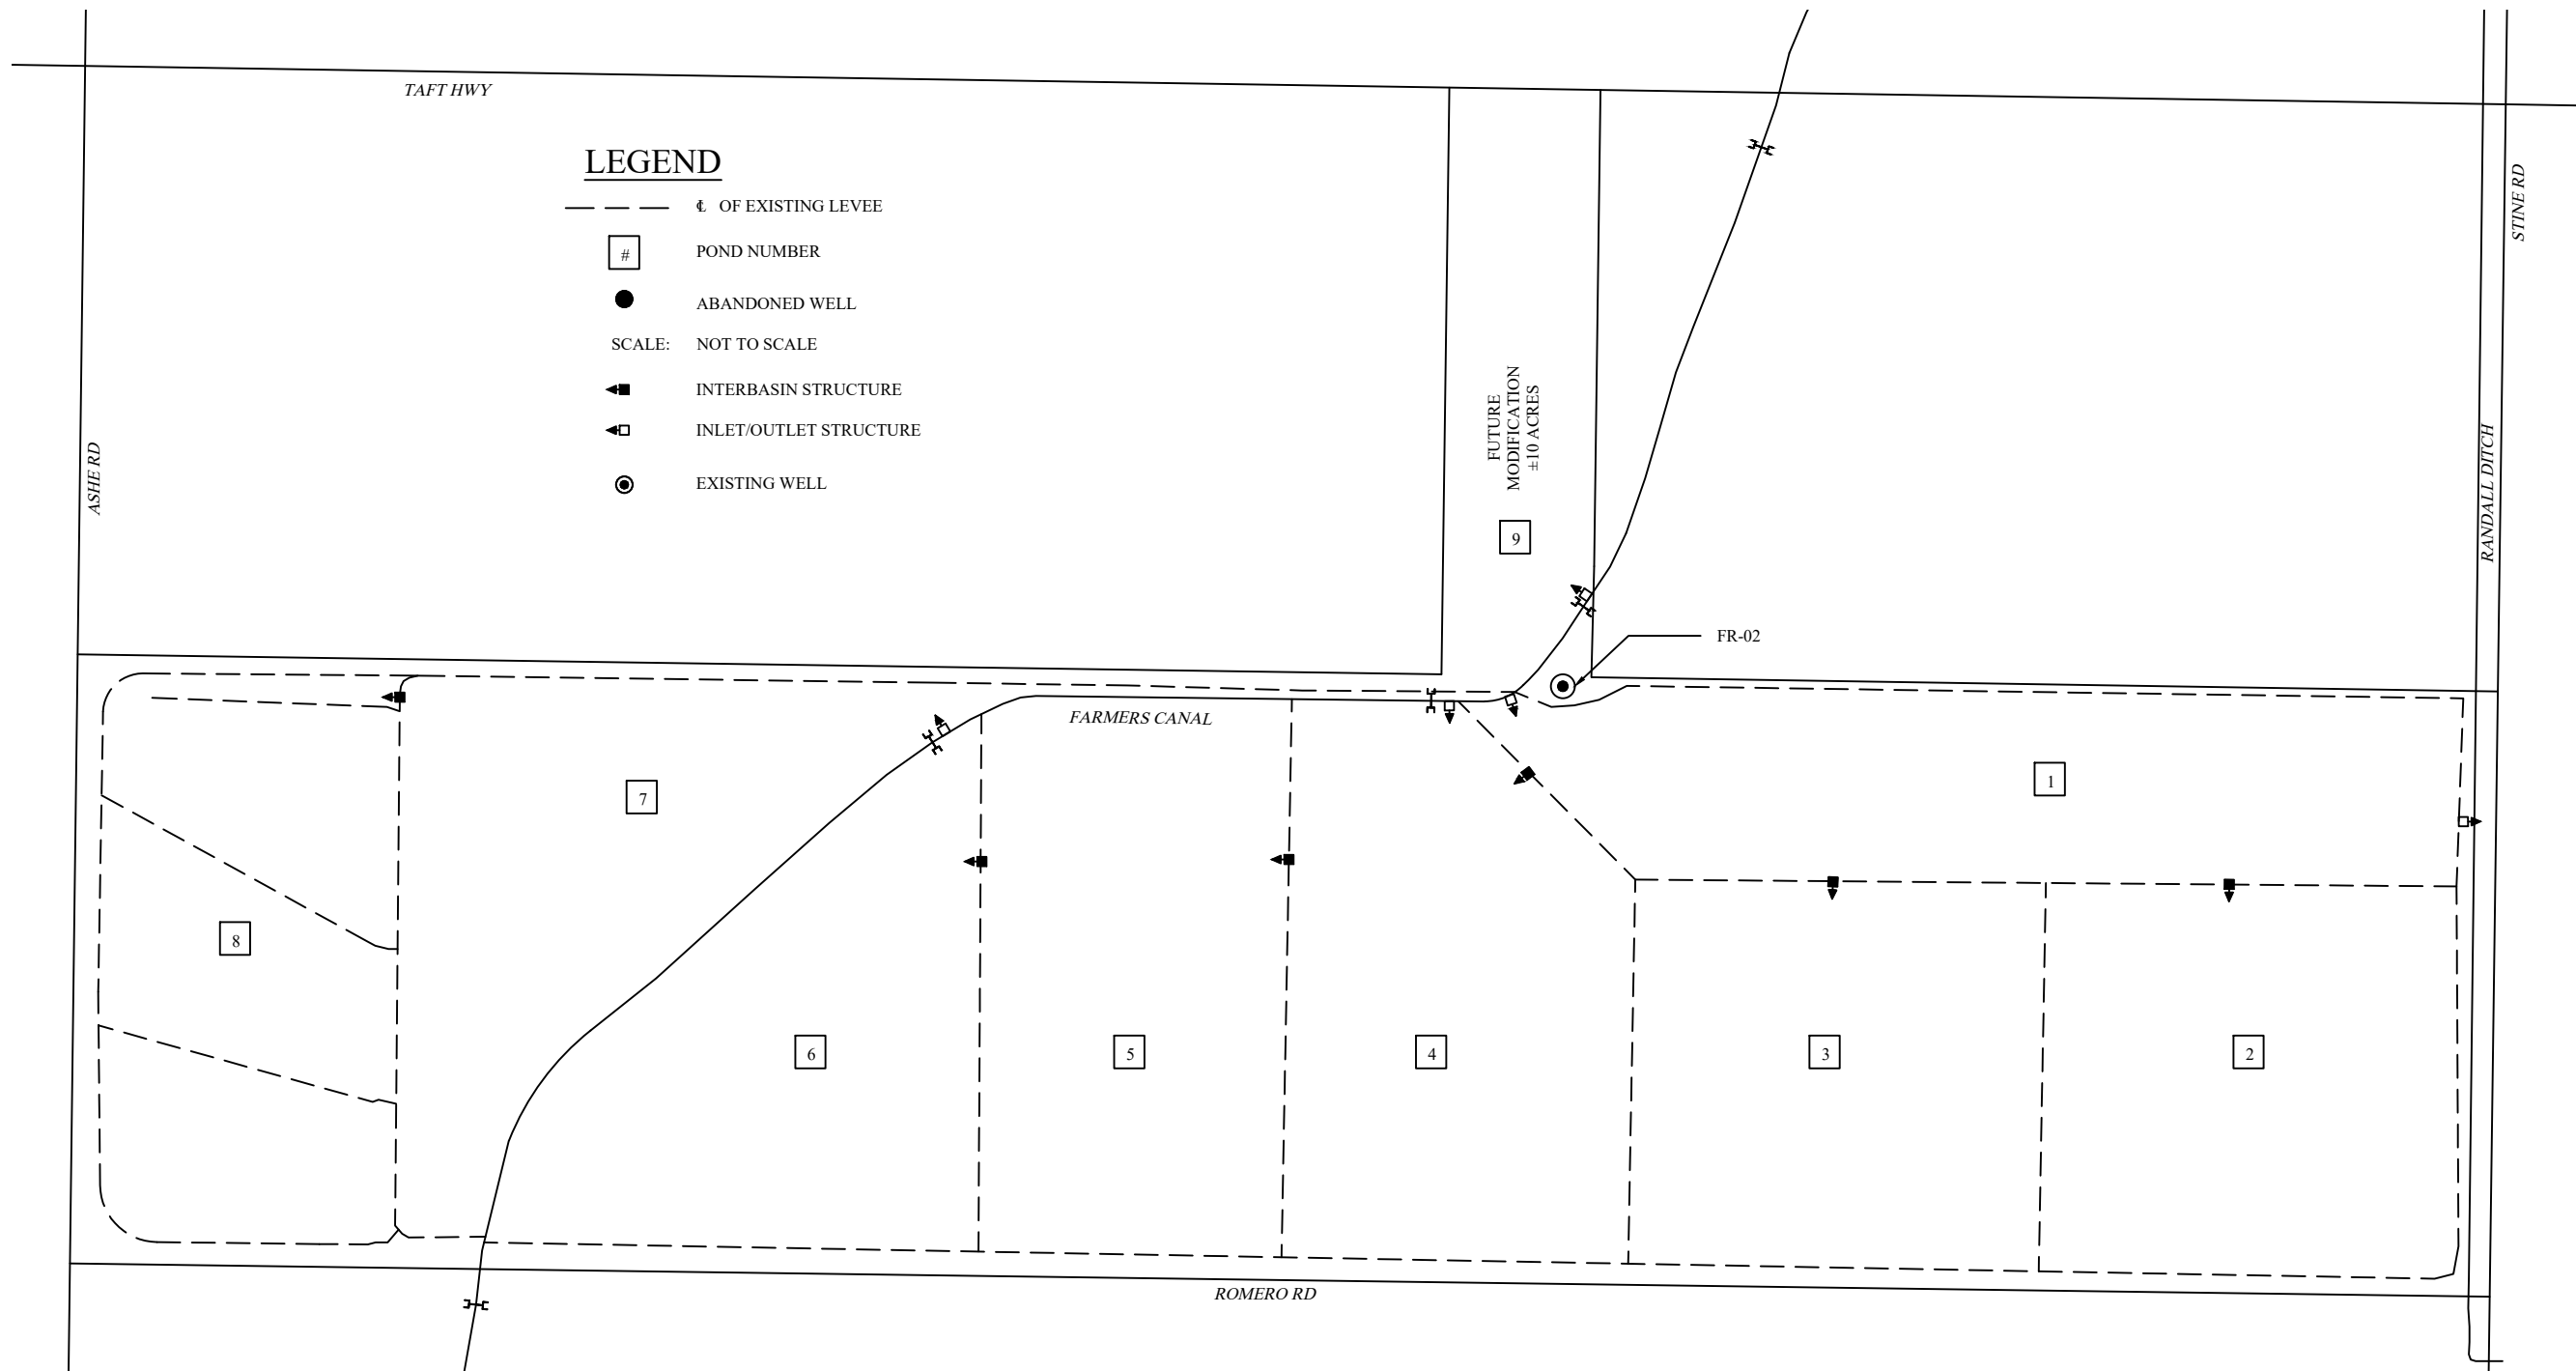 TAFT HWY
LEGEND
℄ OF EXISTING LEVEE
# POND NUMBER
ABANDONED WELL
SCALE: NOT TO SCALE
INTERBASIN STRUCTURE
INLET/OUTLET STRUCTURE
EXISTING WELL
ASHE RD
STINE RD
RANDALL DITCH
FUTURE
MODIFICATION
±10 ACRES
9
FR-02
FARMERS CANAL
1
7
8
6
5
4
3
2
ROMERO RD